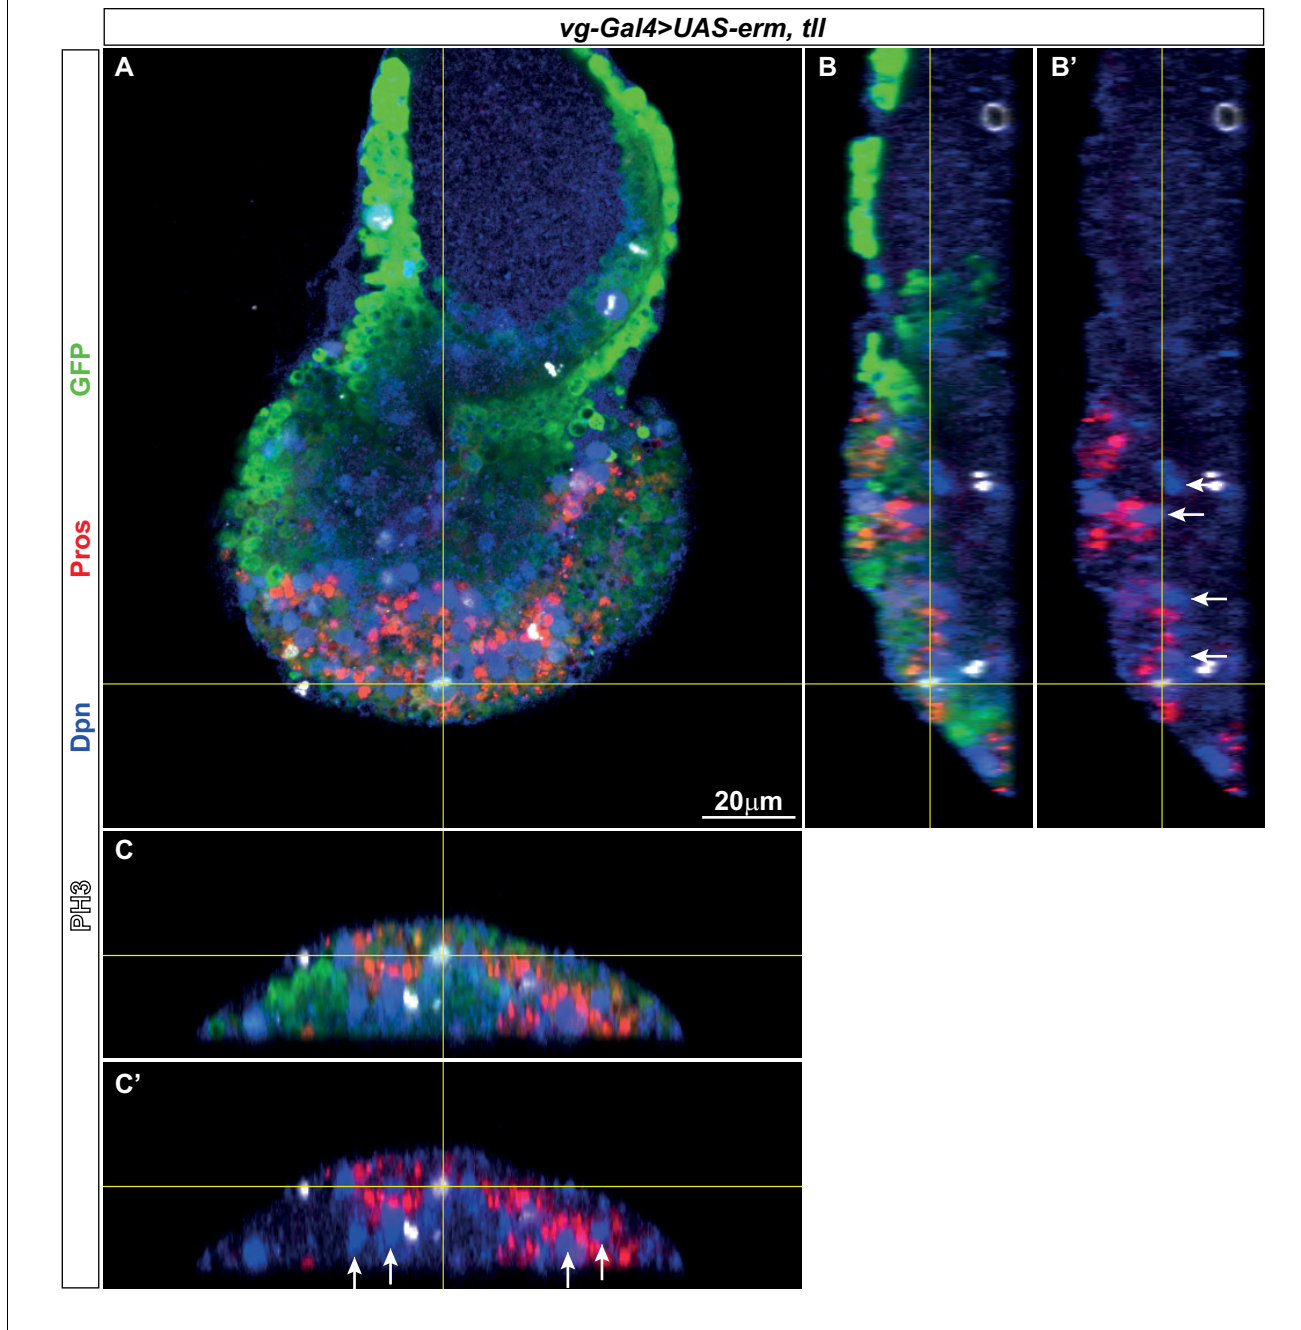 vg-Gal4>UAS-erm, tll
A
B
B’
GFP
Pros
Dpn
PH3
20μm
C
C’